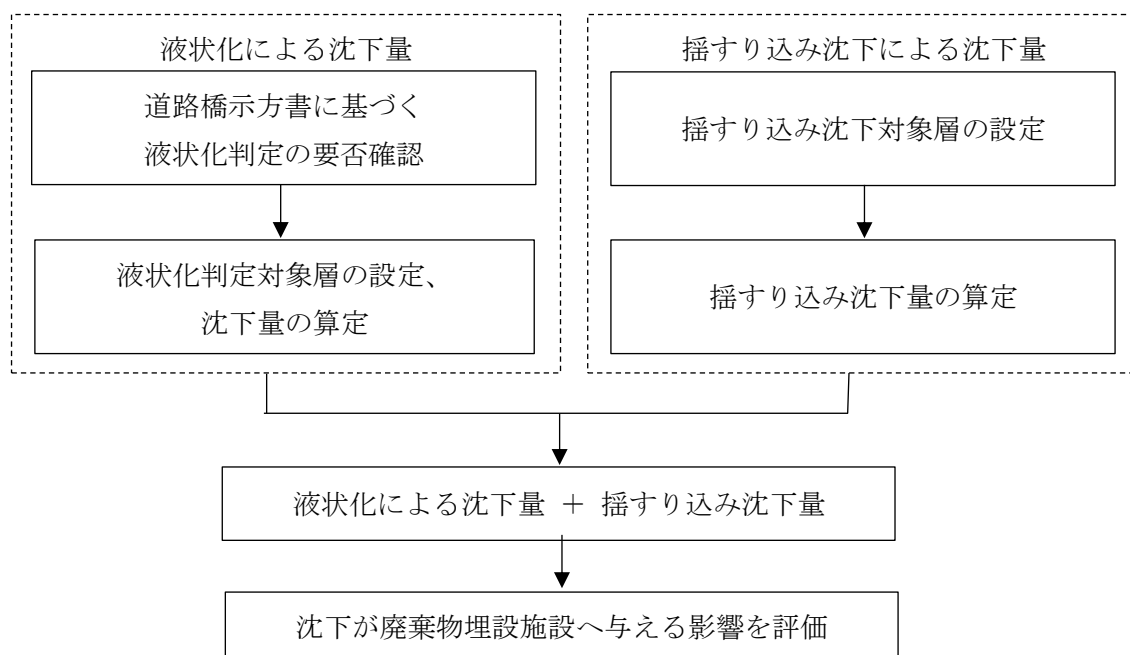 液状化による沈下量
道路橋示方書に基づく
液状化判定の要否確認
液状化判定対象層の設定、
沈下量の算定
揺すり込み沈下による沈下量
揺すり込み沈下対象層の設定
揺すり込み沈下量の算定
液状化による沈下量 ＋ 揺すり込み沈下量
沈下が廃棄物埋設施設へ与える影響を評価